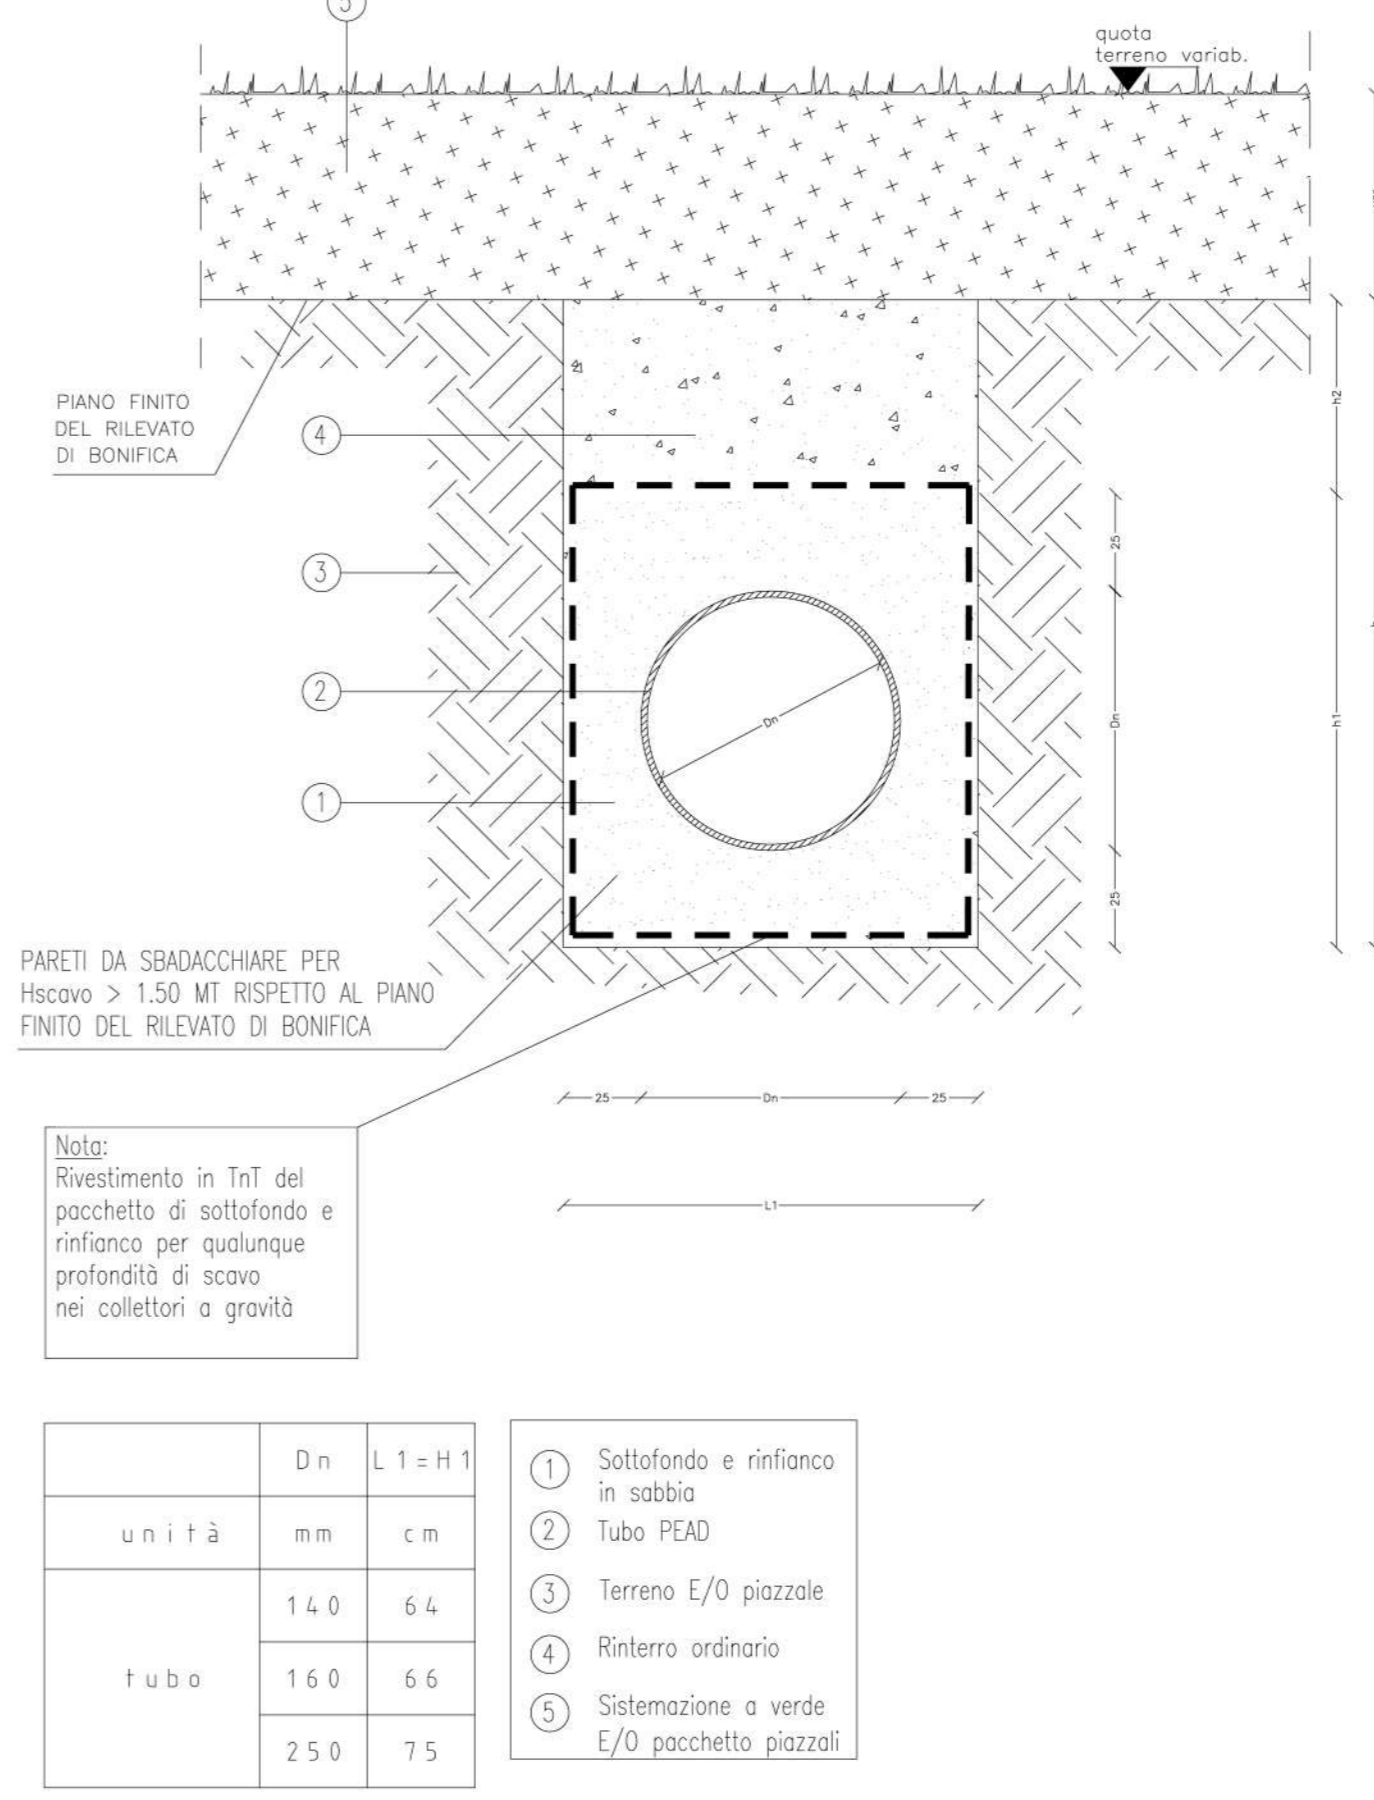 5
quota
terreno variab.
PIANO FINITO
DEL RILEVATO
DI BONIFICA
4
3
2
1
Dn
h2
25
Dn
h1
25
PARETI DA SBADACCHIARE PER
Hscavo > 1.50 MT RISPETTO AL PIANO
FINITO DEL RILEVATO DI BONIFICA
25 Dn 25
L1
Nota:
Rivestimento in TnT del
pacchetto di sottofondo e
rinfianco per qualunque
profondità di scavo
nei collettori a gravità
Dn L1=H1
unità mm cm
140 64
tubo 160 66
250 75
1 Sottofondo e rinfianco
in sabbia
2 Tubo PEAD
3 Terreno E/O piazzale
4 Rinterro ordinario
5 Sistemazione a verde
E/O pacchetto piazzali